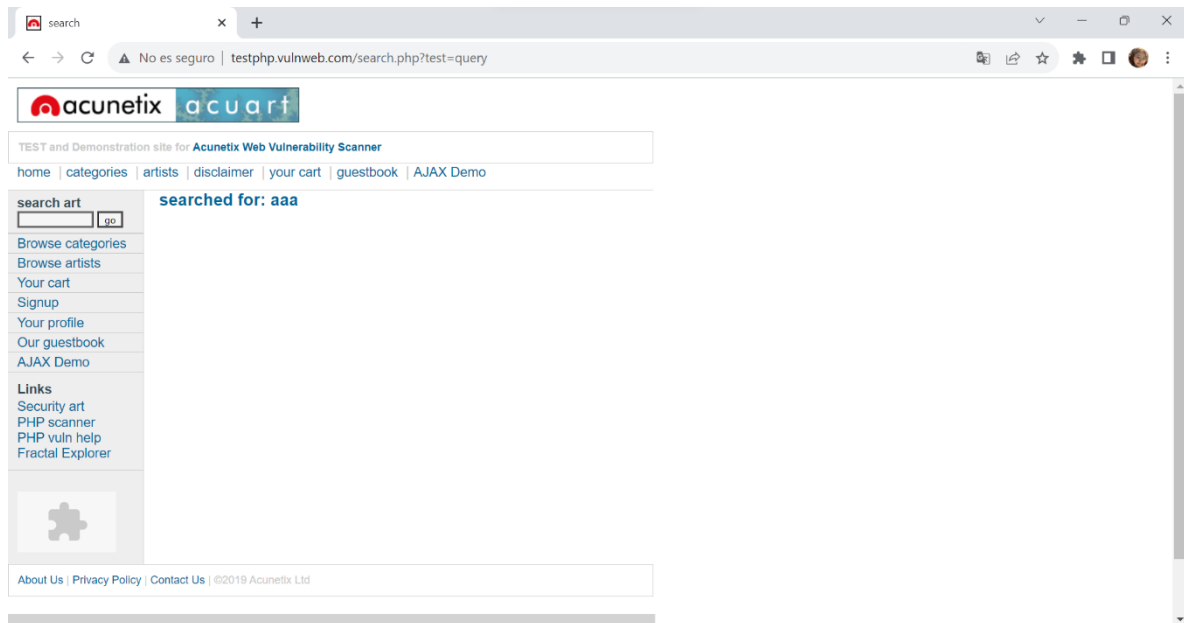 search
No es seguro | testphp.vulnweb.com/search.php?test=query
acunetix acuart
TEST and Demonstration site for Acunetix Web Vulnerability Scanner
home | categories | artists | disclaimer | your cart | guestbook | AJAX Demo
search art
go
searched for: aaa
Browse categories
Browse artists
Your cart
Signup
Your profile
Our guestbook
AJAX Demo
Links
Security art
PHP scanner
PHP vuln help
Fractal Explorer
About Us | Privacy Policy | Contact Us | ©2019 Acunetix Ltd